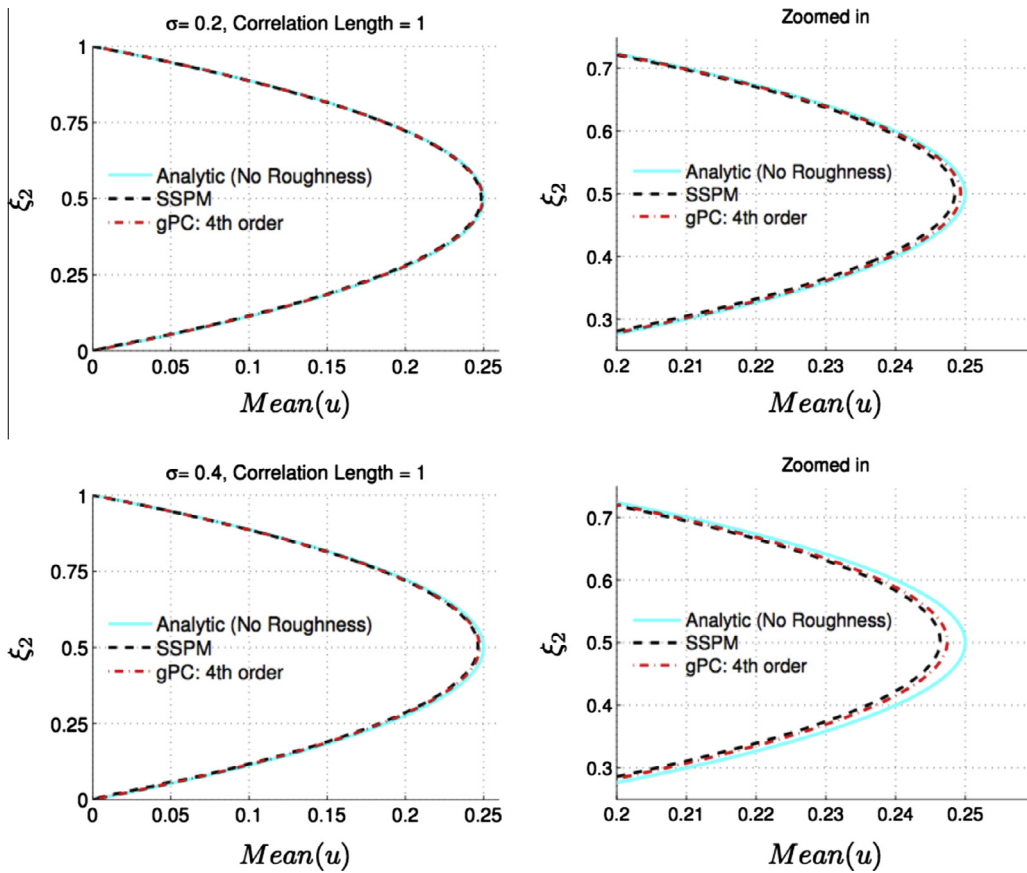 σ= 0.2, Correlation Length = 1
1
0.75
0.5
0.25
0
ξ2
Analytic (No Roughness)
SSPM
gPC: 4th order
0 0.05 0.1 0.15 0.2 0.25
Mean(u)
Zoomed in
0.7
0.6
0.5
0.4
0.3
ξ2
Analytic (No Roughness)
SSPM
gPC: 4th order
0.2 0.21 0.22 0.23 0.24 0.25
Mean(u)
σ= 0.4, Correlation Length = 1
1
0.75
0.5
0.25
0
ξ2
Analytic (No Roughness)
SSPM
gPC: 4th order
0 0.05 0.1 0.15 0.2 0.25
Mean(u)
Zoomed in
0.7
0.6
0.5
0.4
0.3
ξ2
Analytic (No Roughness)
SSPM
gPC: 4th order
0.2 0.21 0.22 0.23 0.24 0.25
Mean(u)